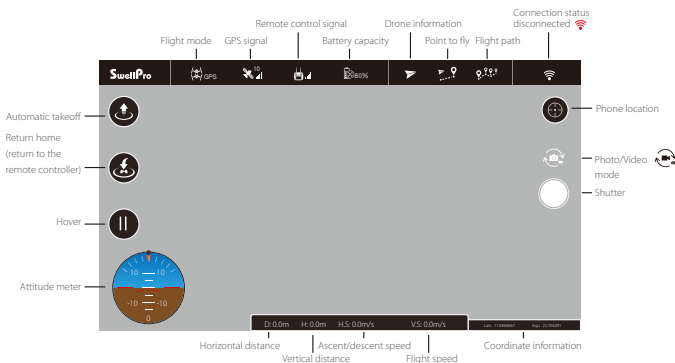 Connection status
disconnected
Remote control signal
Drone information
Flight mode
GPS signal
Battery capacity
Point to fly
Flight path
SwellPro
GPS
10
80%
Automatic takeoff
Phone location
Return home
(return to the
remote controller)
Photo/Video
mode
Shutter
Hover
Attitude meter
10
10
-10
-10
0
D: 0.0m
H: 0.0m
H.S: 0.0m/s
V.S: 0.0m/s
Horizontal distance
Ascent/descent speed
Coordinate information
Vertical distance
Flight speed